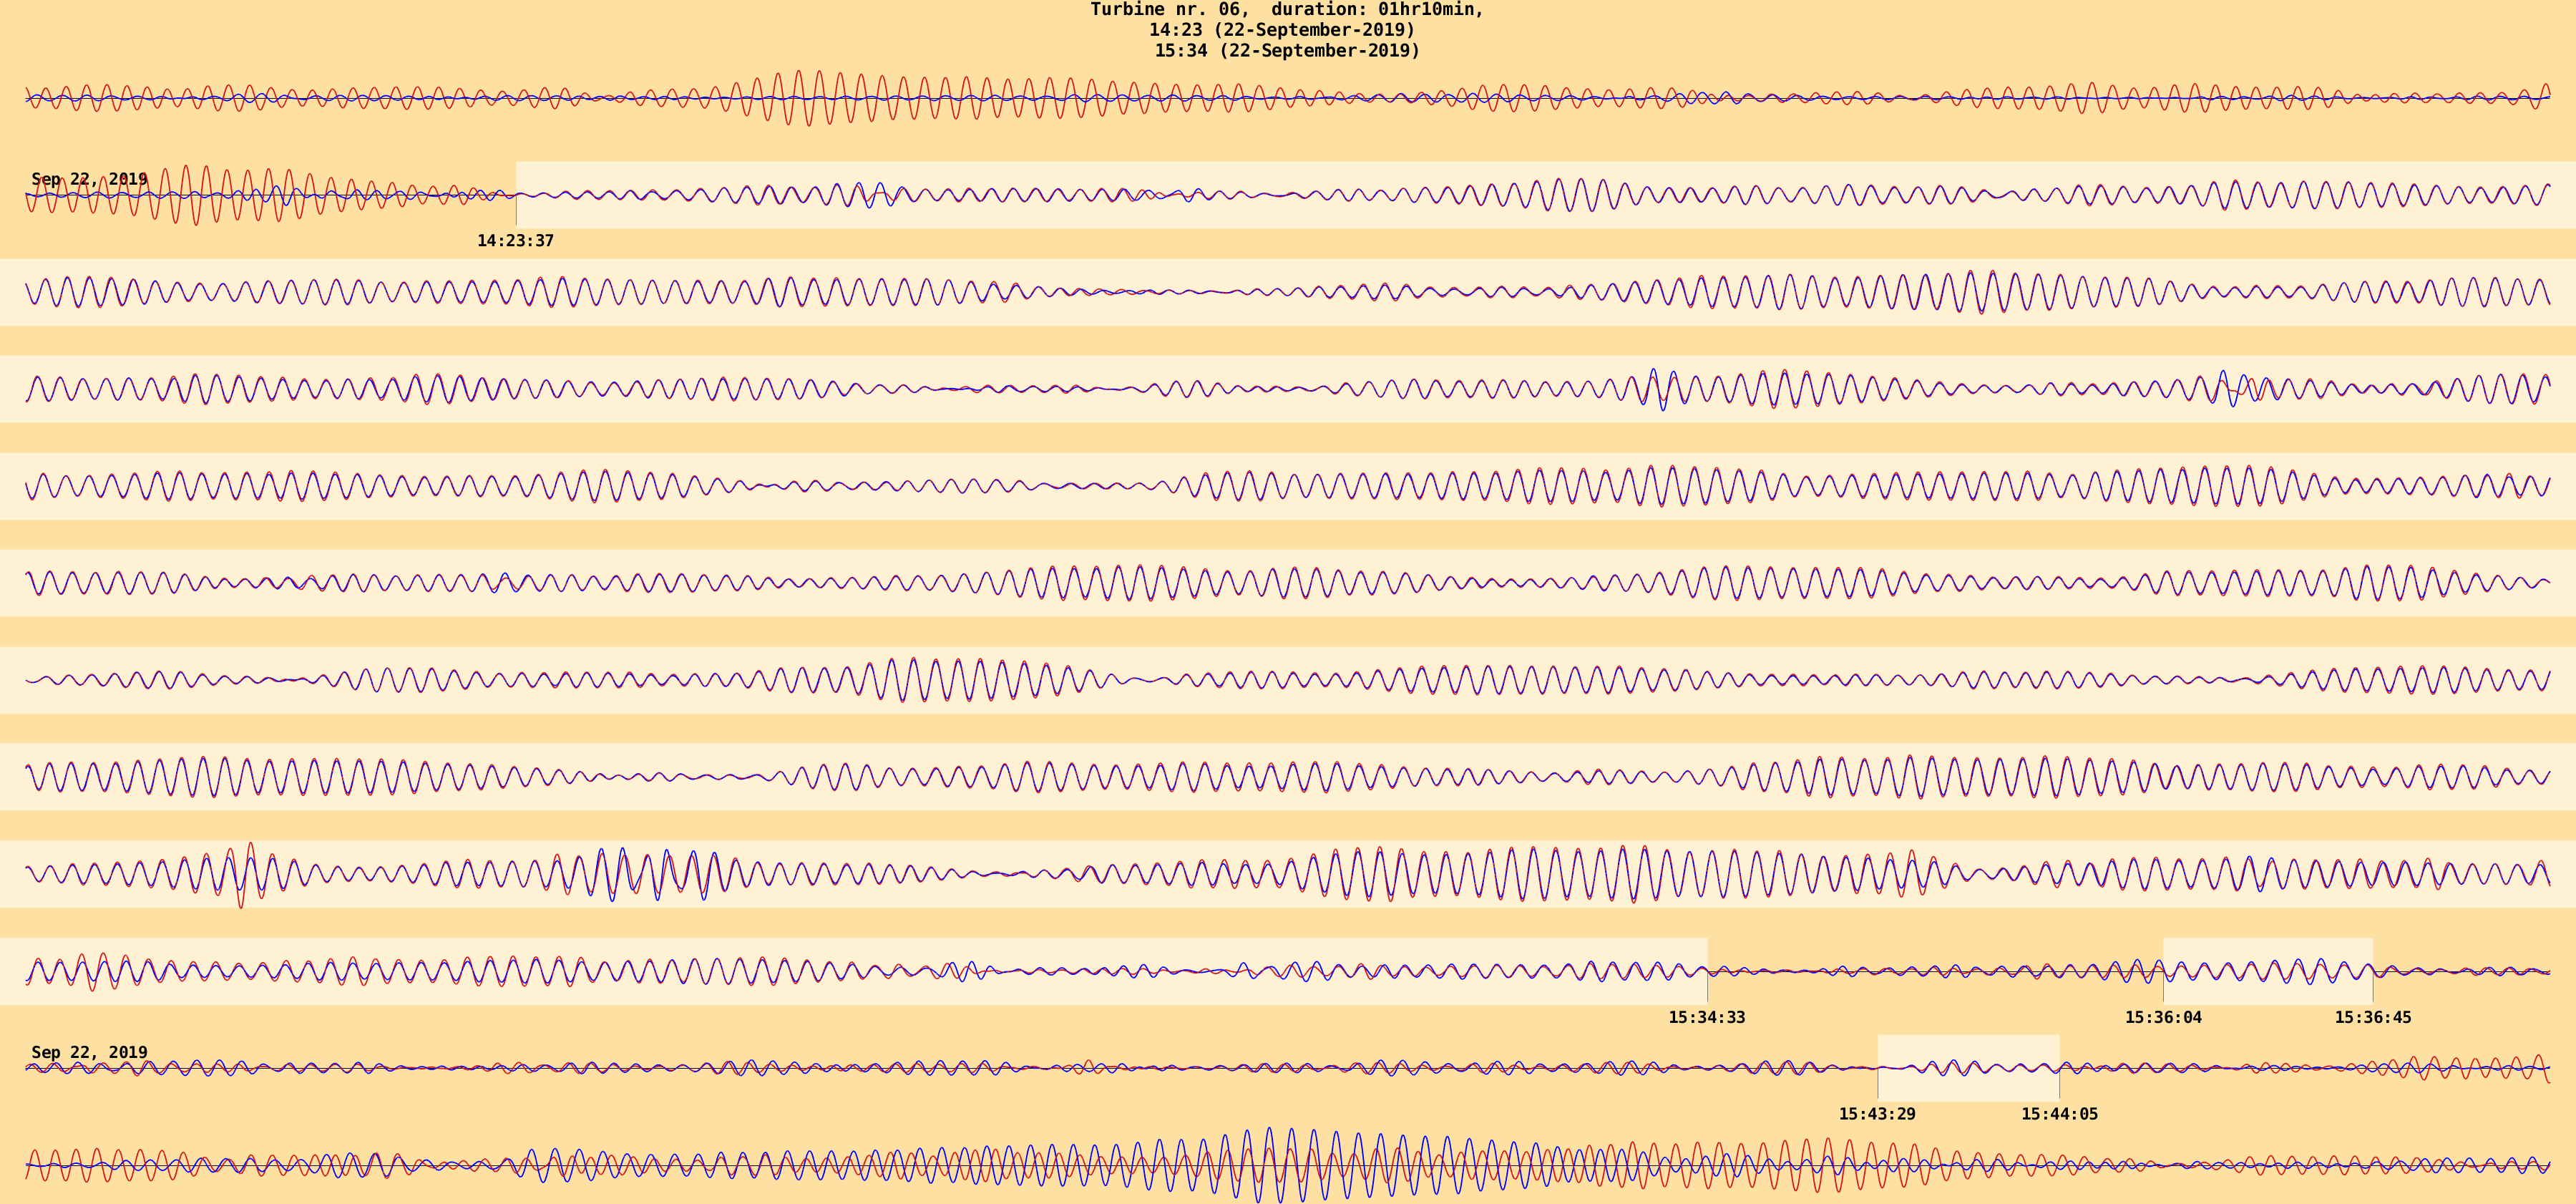 Turbine nr. 06,  duration: 01hr10min,
14:23 (22-September-2019)
15:34 (22-September-2019)
Sep 22, 2019
14:23:37
15:34:33
15:36:04
15:36:45
Sep 22, 2019
15:43:29
15:44:05